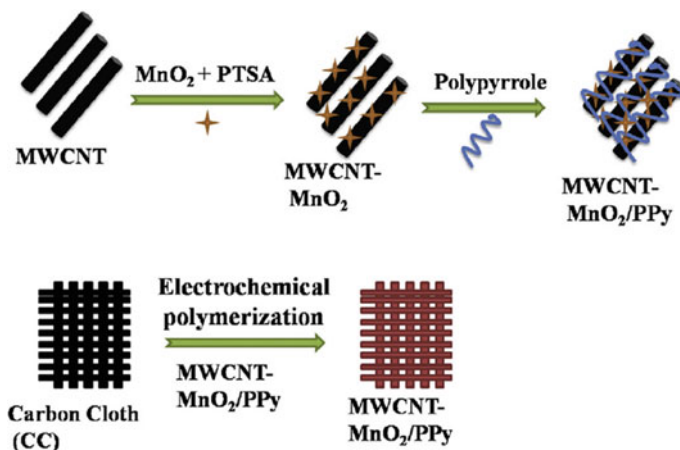 MnO₂ + PTSA
Polypyrrole
MWCNT
MWCNT-
MnO₂
MWCNT-
MnO₂/PPy
Electrochemical
polymerization
MWCNT-
MnO₂/PPy
Carbon Cloth
(CC)
MWCNT-
MnO₂/PPy